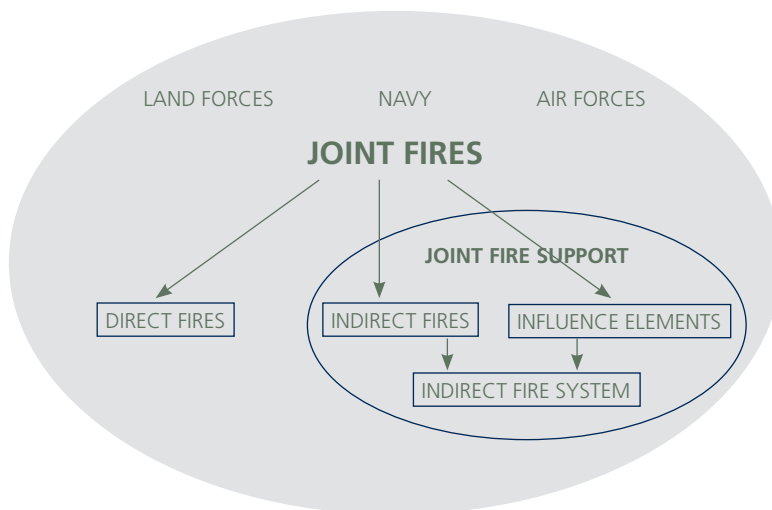 LAND FORCES NAVY AIR FORCES
JOINT FIRES
JOINT FIRE SUPPORT
DIRECT FIRES INDIRECT FIRES INFLUENCE ELEMENTS
INDIRECT FIRE SYSTEM